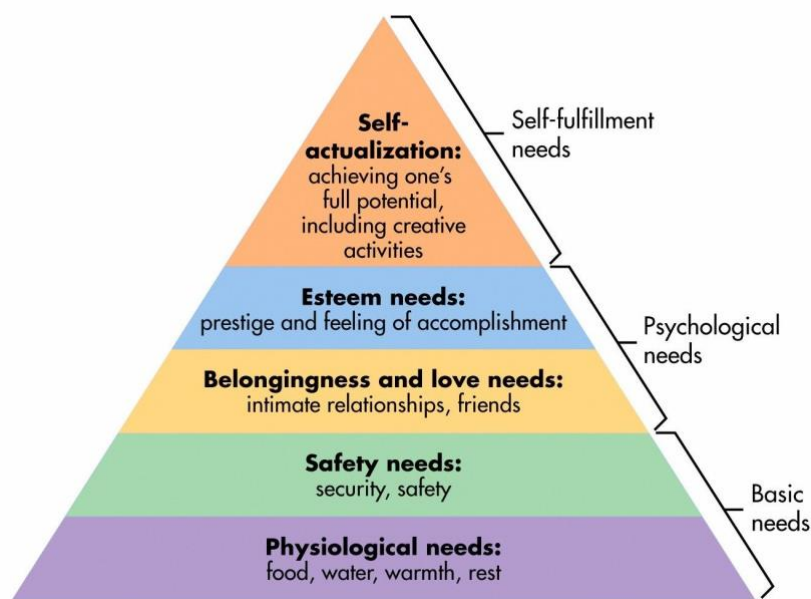 Self-
actualization:
achieving one's
full potential,
including creative
activities
Self-fulfillment
needs
Esteem needs:
prestige and feeling of accomplishment
Belongingness and love needs:
intimate relationships, friends
Psychological
needs
Safety needs:
security, safety
Physiological needs:
food, water, warmth, rest
Basic
needs